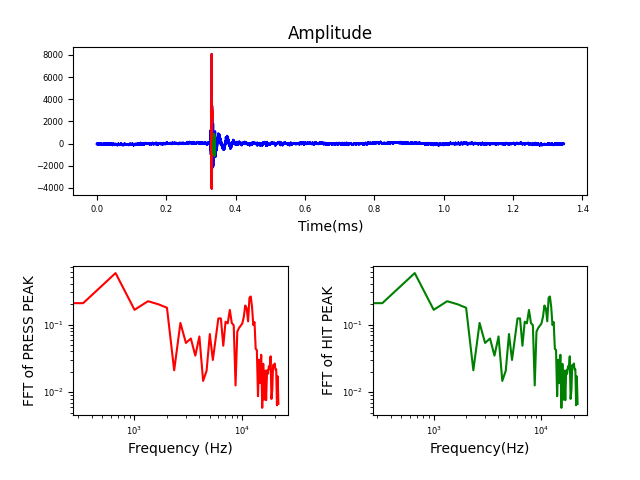 Amplitude
8000
6000
4000
2000
0
−2000
−4000
0.0 0.2 0.4 0.6 0.8 1.0 1.2 1.4
Time(ms)
FFT of PRESS PEAK
10⁻¹
10⁻²
10³ 10⁴
Frequency (Hz)
FFT of HIT PEAK
10⁻¹
10⁻²
10³ 10⁴
Frequency(Hz)